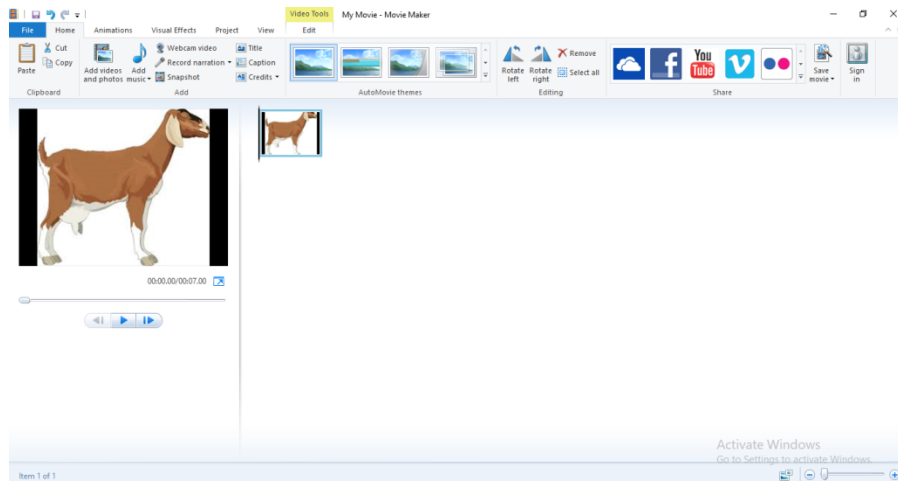 Video Tools My Movie - Movie Maker
File Home Animations Visual Effects Project View Edit
Paste
Cut
Copy
Clipboard
Add videos and photos
Add music
Webcam video
Record narration
Snapshot
Title
Caption
Credits
Add
AutoMovie themes
Rotate left
Rotate right
Remove
Select all
Editing
f
You
Tube
V
Share
Save movie
Sign in
00:00.00/00:07.00
Activate Windows
Go to Settings to activate Windows.
Item 1 of 1